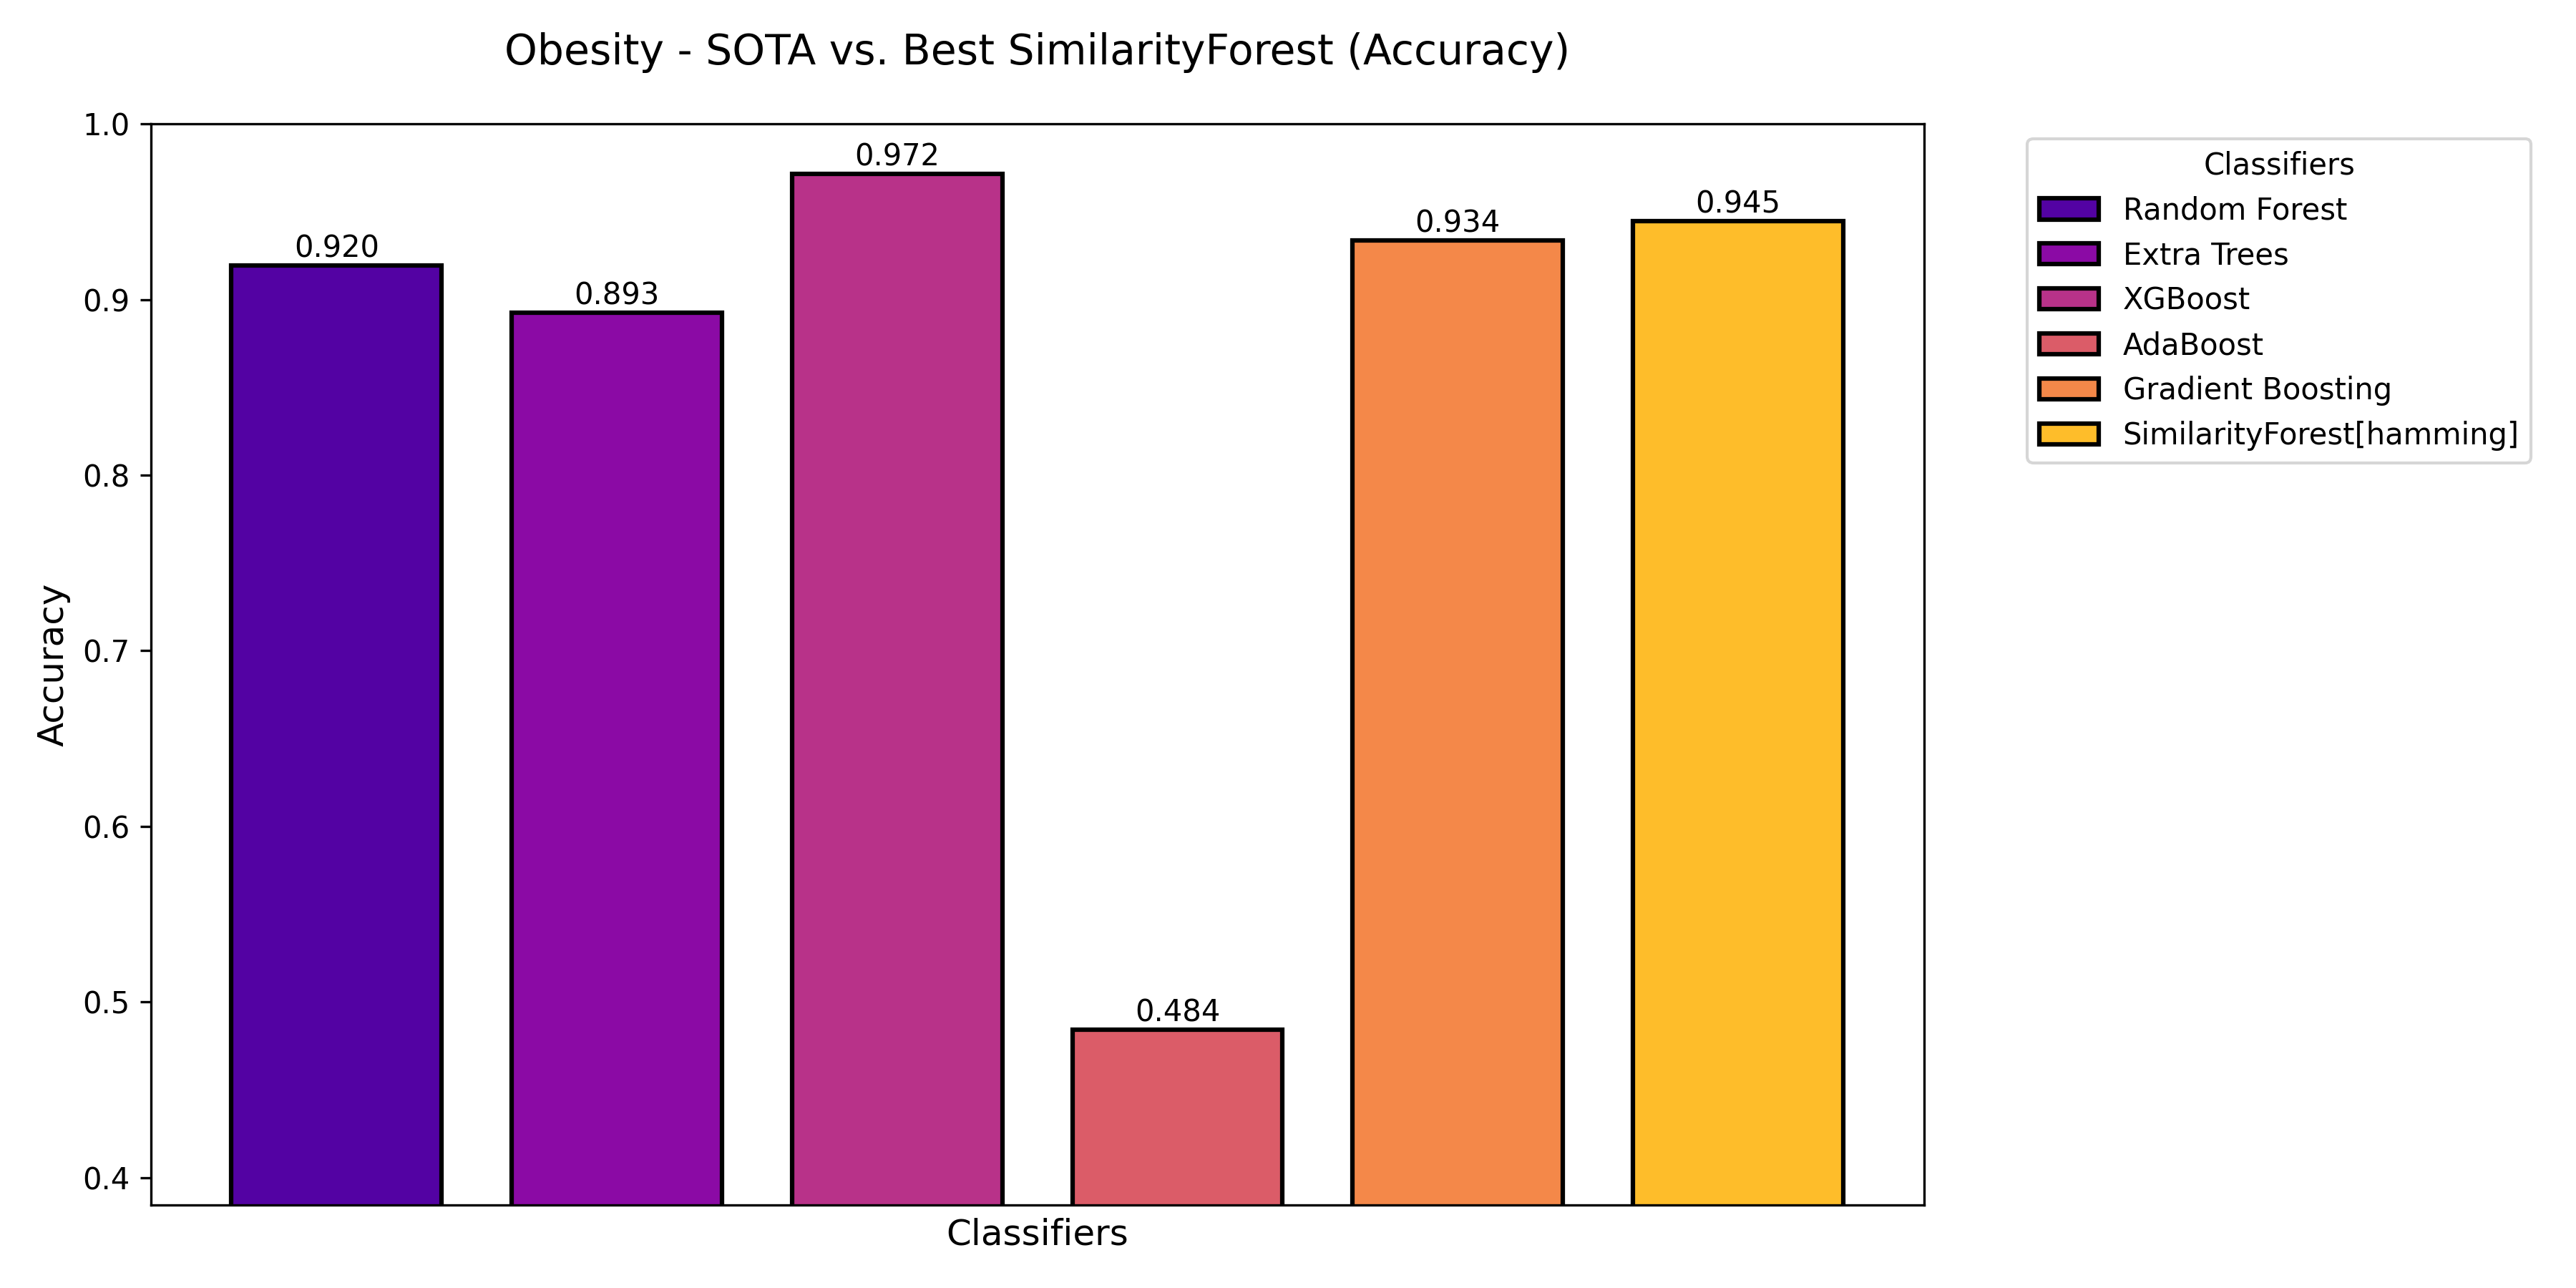 Obesity - SOTA vs. Best SimilarityForest (Accuracy)
1.0
0.9
0.8
0.7
0.6
0.5
0.4
Accuracy
0.920
0.893
0.972
0.484
0.934
0.945
Classifiers
Classifiers
Random Forest
Extra Trees
XGBoost
AdaBoost
Gradient Boosting
SimilarityForest[hamming]